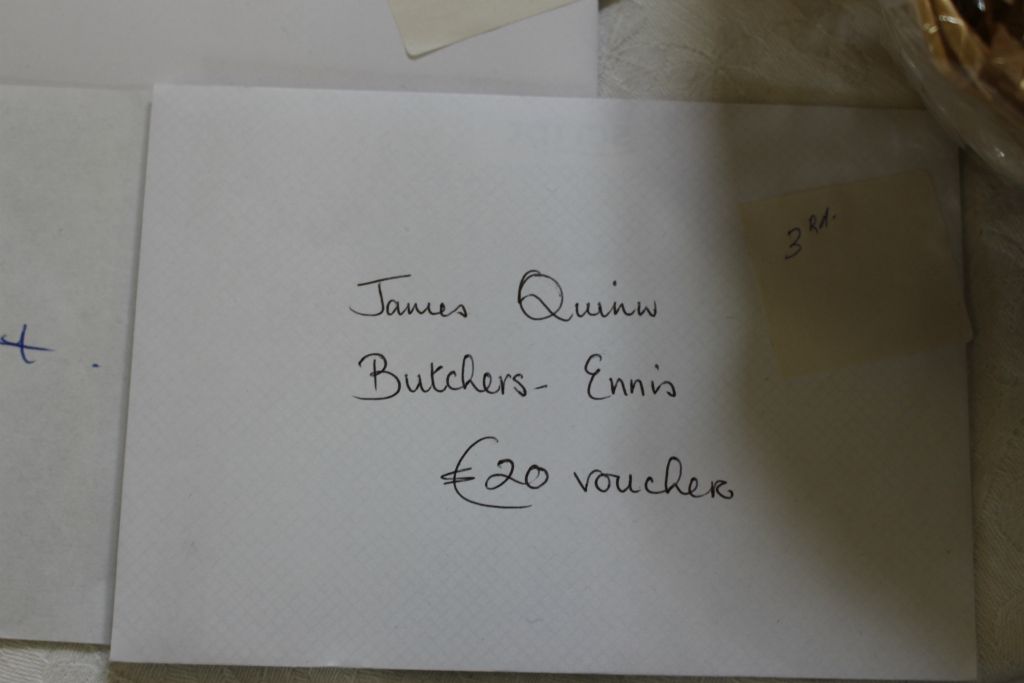 3RD.
James Quinn
Butchers - Ennis
€20 voucher